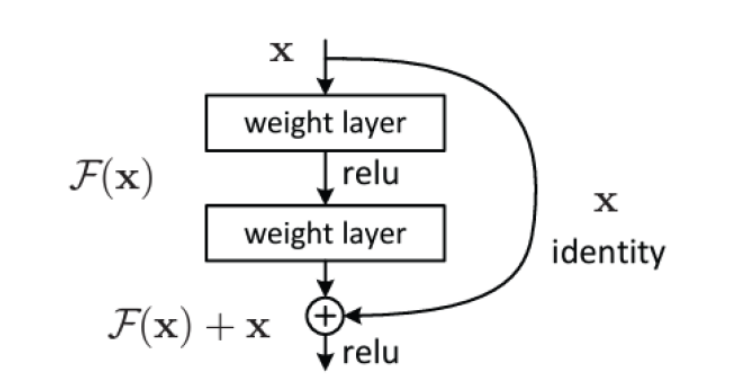 x
weight layer
relu
F(x)
weight layer
x
identity
F(x) + x
relu